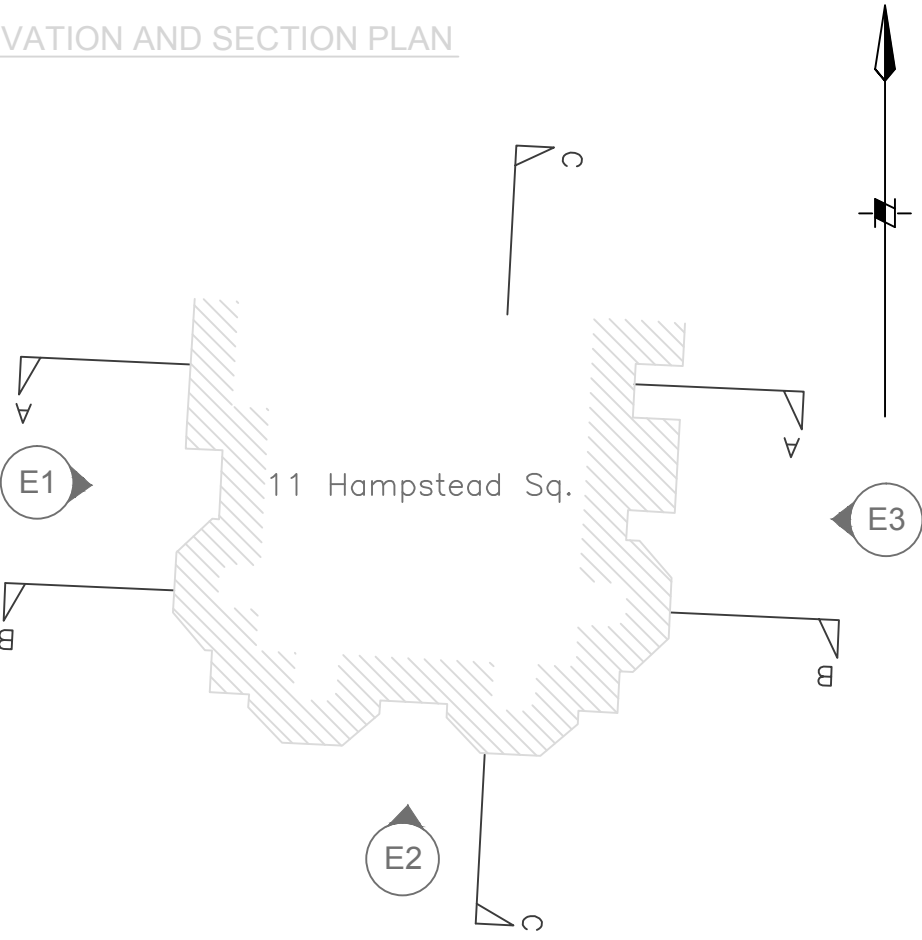 VATION AND SECTION PLAN
C
A
A
E1
11 Hampstead Sq.
E3
B
B
E2
C